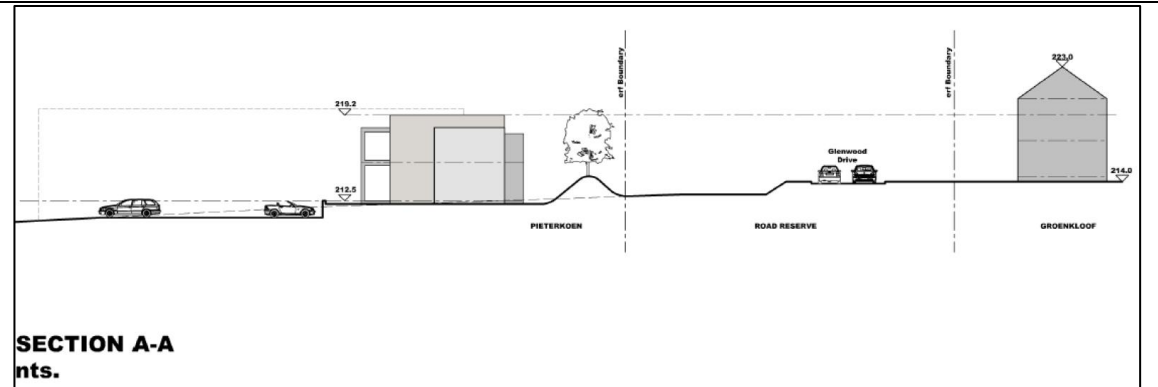 erf Boundary
erf Boundary
223.0
219.2
Glenwood
Drive
214.0
212.5
PIETERKOEN
ROAD RESERVE
GROENKLOOF
SECTION A-A
nts.